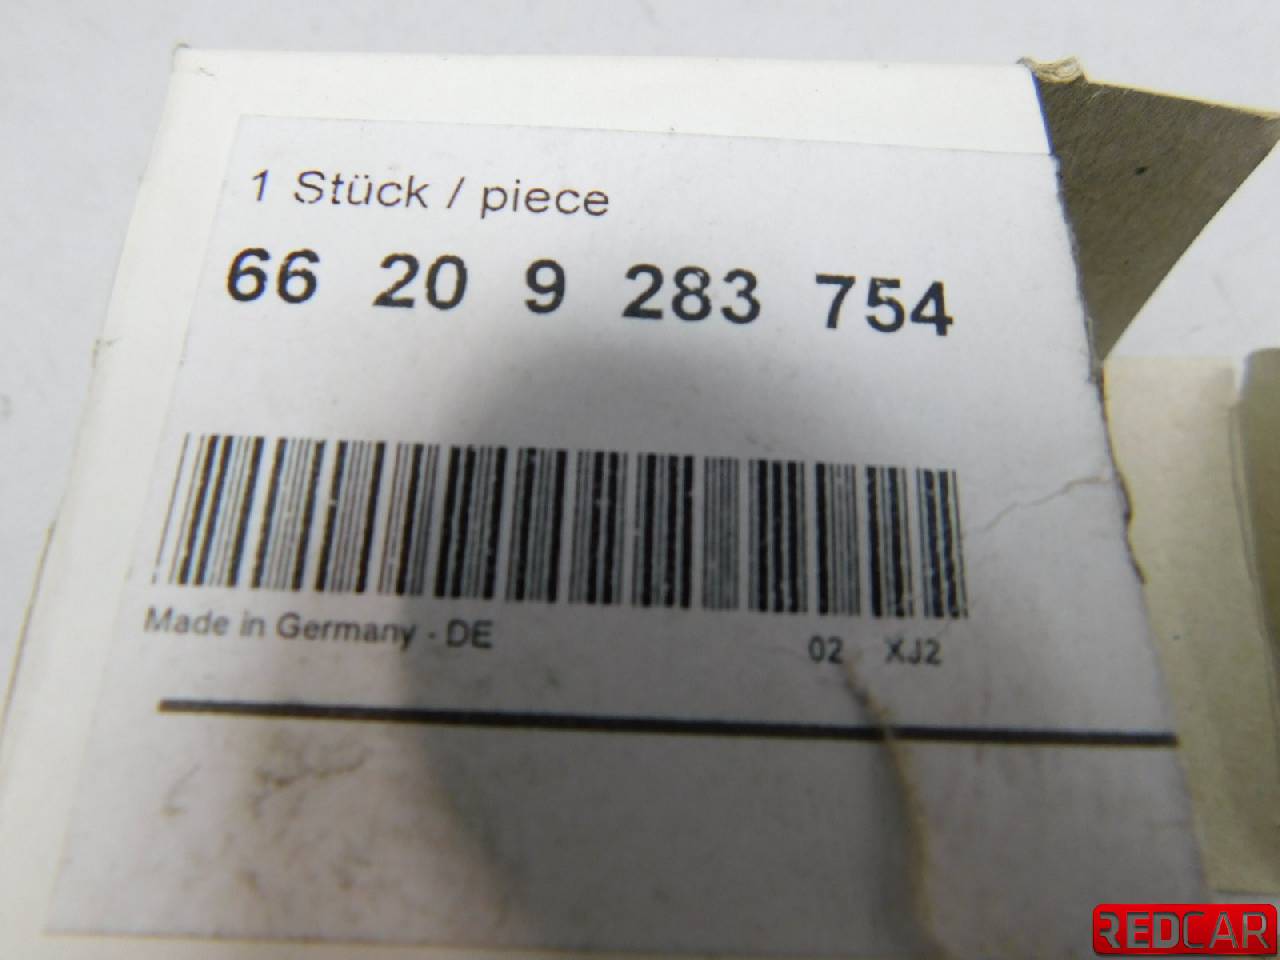 1 Stück / piece
66 20 9 283 754
Made in Germany - DE 02 XJ2
REDCAR